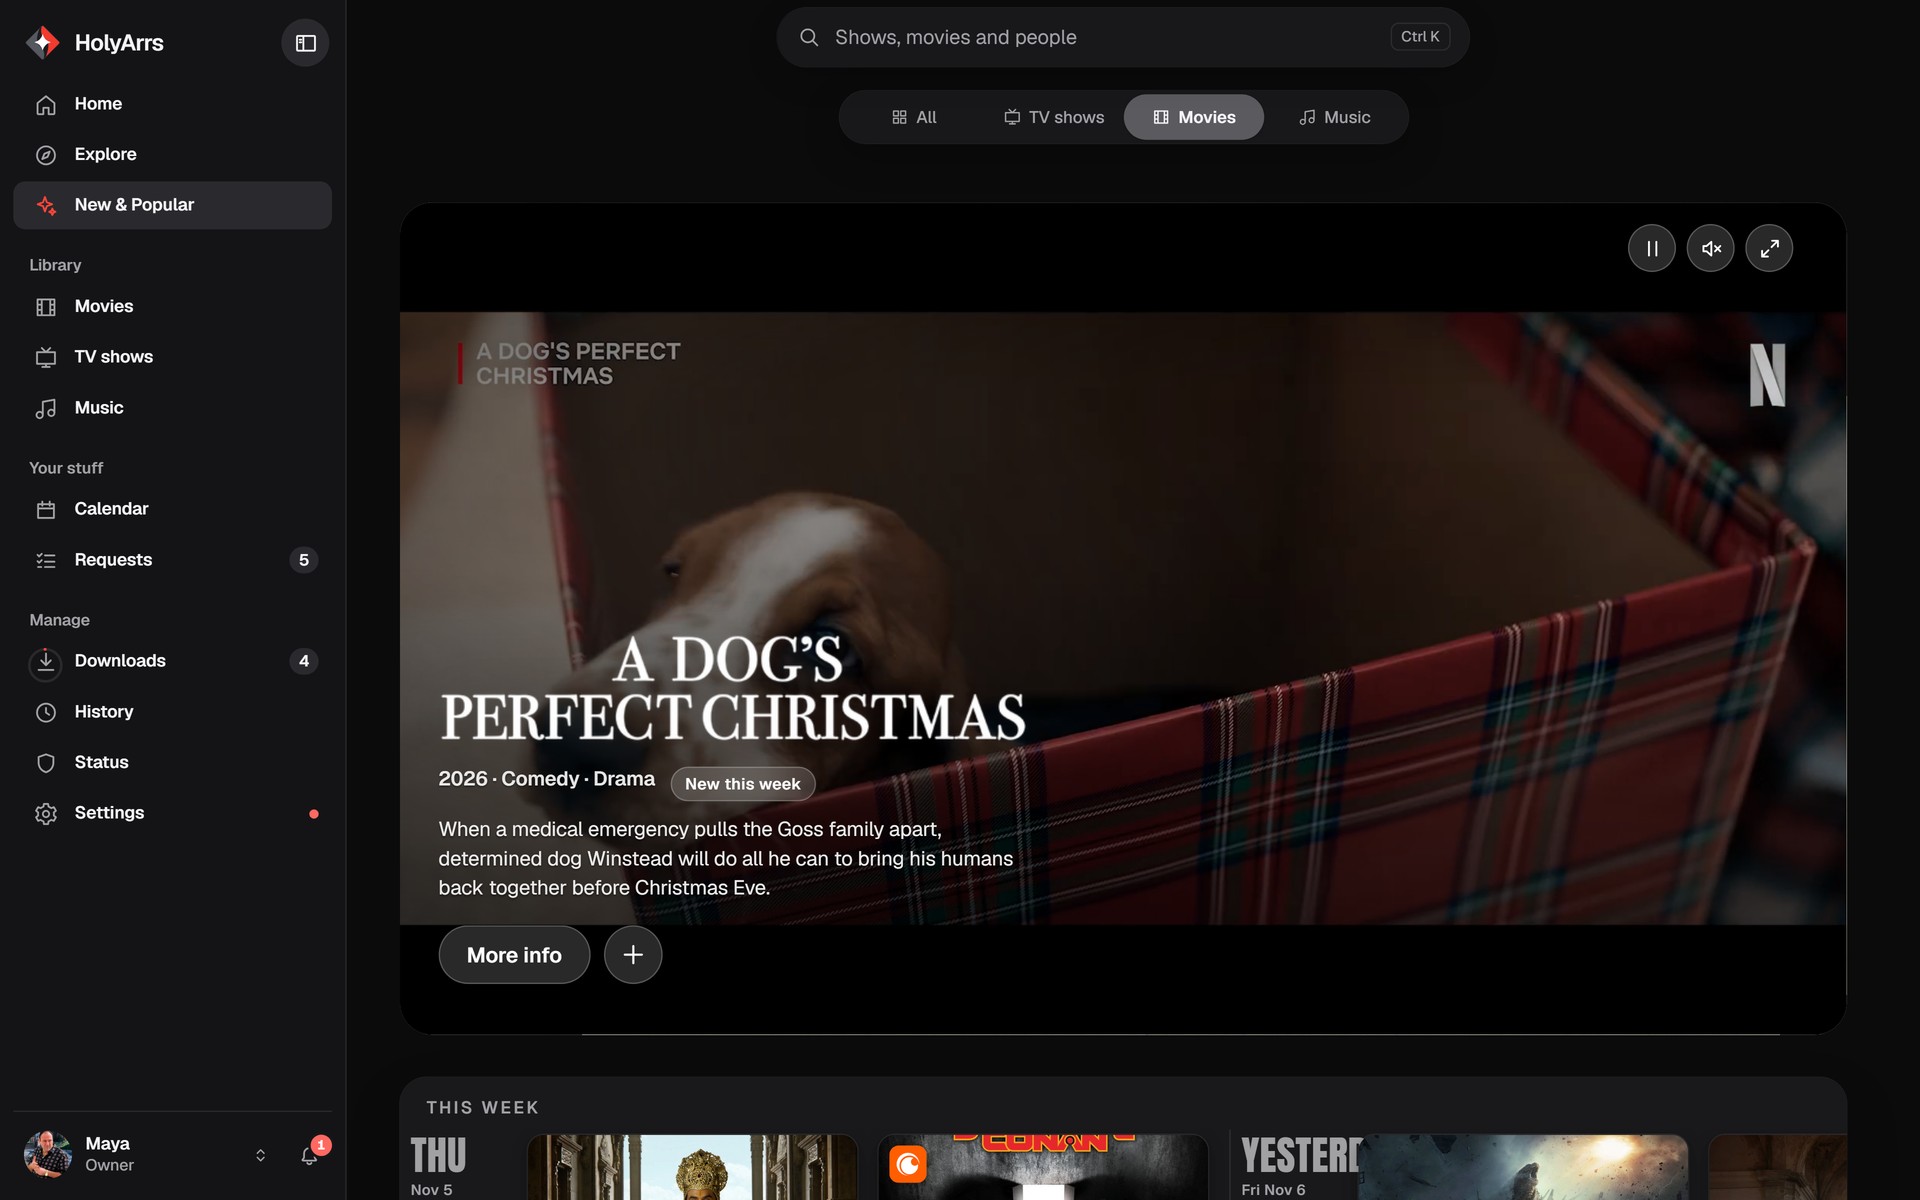 HolyArrs
Shows, movies and people
Ctrl K
Home
Explore
New & Popular
All
TV shows
Movies
Music
Library
Movies
TV shows
Music
Your stuff
Calendar
Requests
5
Manage
Downloads
4
History
Status
Settings
Maya
Owner
1
A DOG'S PERFECT
CHRISTMAS
N
A DOG’S
PERFECT CHRISTMAS
2026 · Comedy · Drama
New this week
When a medical emergency pulls the Goss family apart,
determined dog Winstead will do all he can to bring his humans
back together before Christmas Eve.
More info
THIS WEEK
THU
Nov 5
CONAN
Fri Nov 6